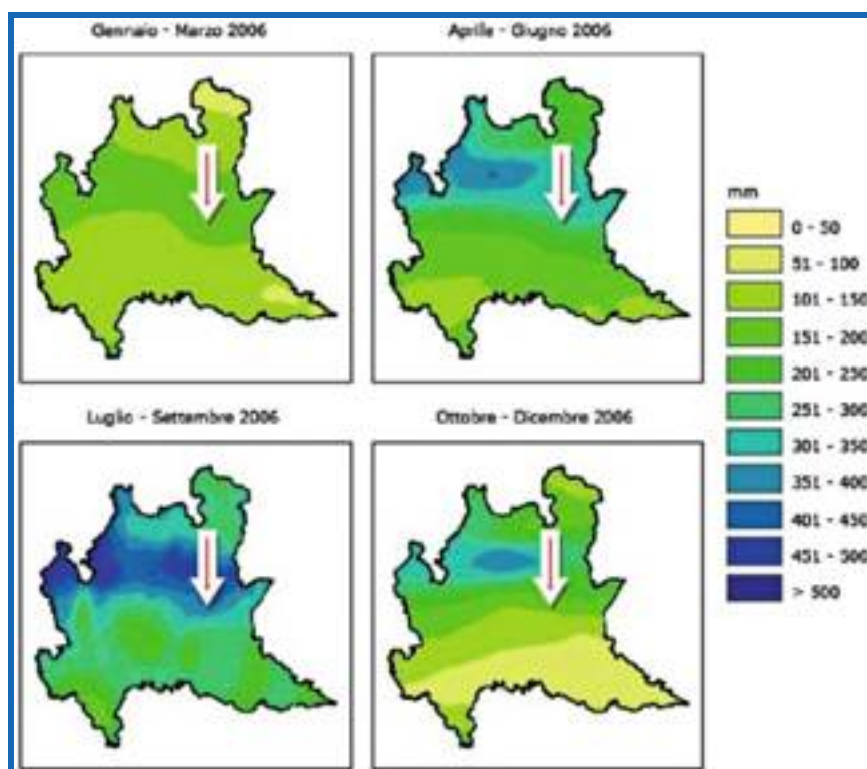 Gennaio - Marzo 2006
Aprile - Giugno 2006
mm
0 - 50
51 - 100
101 - 150
151 - 200
201 - 250
251 - 300
301 - 350
351 - 400
401 - 450
451 - 500
> 500
Luglio - Settembre 2006
Ottobre - Dicembre 2006